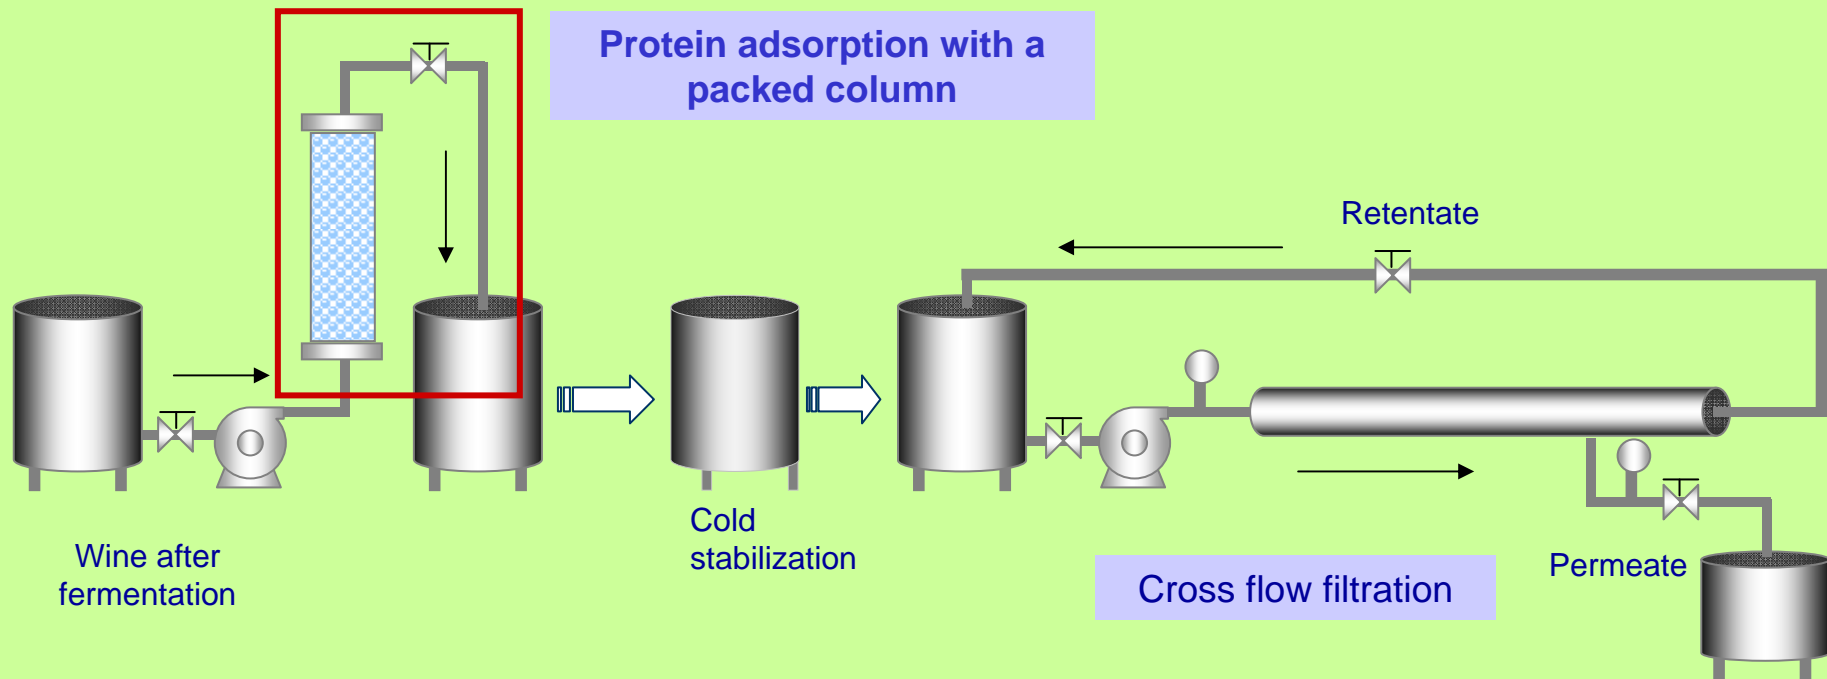 Protein adsorption with a
packed column
Retentate
Wine after
fermentation
Cold
stabilization
Cross flow filtration
Permeate